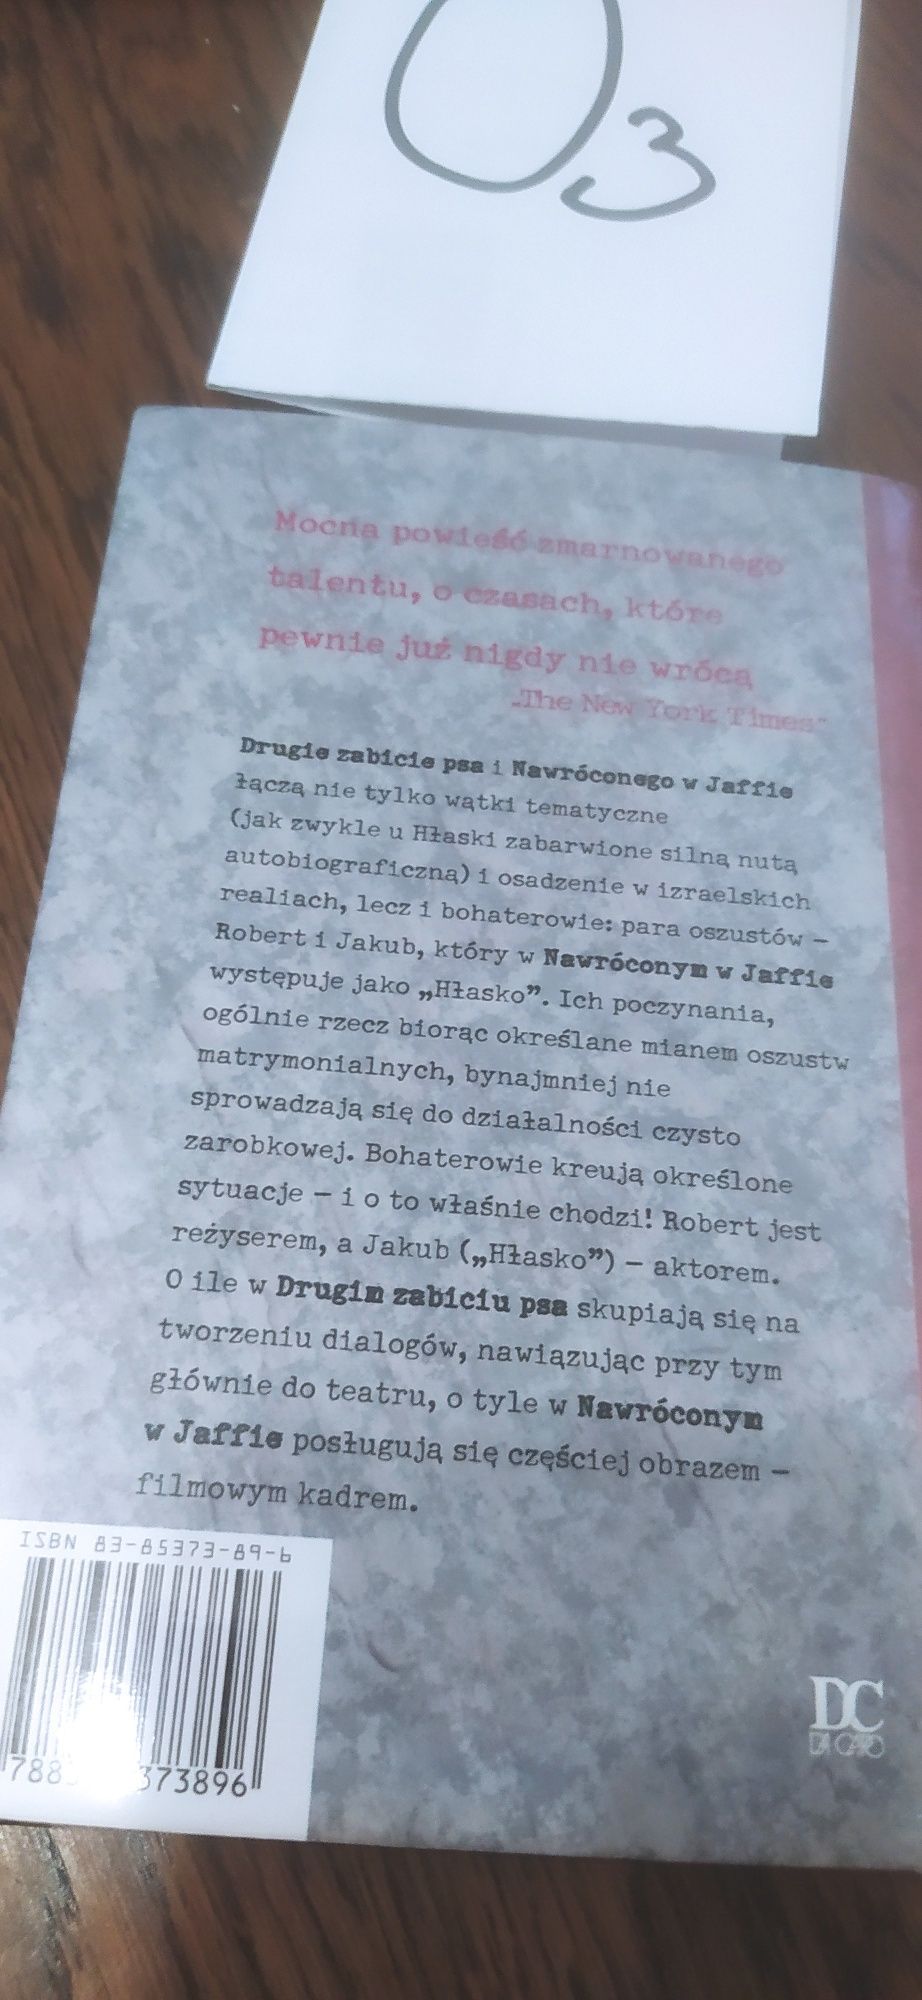 O3
Mocna powieść zmarnowanego
talentu, o czasach, które
pewnie już nigdy nie wrócą
„The New York Times”
Drugie zabicie psa i Nawróconego w Jaffie
łączą nie tylko wątki tematyczne
(jak zwykle u Hłaski zabarwione silną nutą
autobiograficzną) i osadzenie w izraelskich
realiach, lecz i bohaterowie: para oszustów –
Robert i Jakub, który w Nawróconym w Jaffie
występuje jako „Hłasko”. Ich poczynania,
ogólnie rzecz biorąc określane mianem oszustw
matrymonialnych, bynajmniej nie
sprowadzają się do działalności czysto
zarobkowej. Bohaterowie kreują określone
sytuacje – i o to właśnie chodzi! Robert jest
reżyserem, a Jakub („Hłasko”) – aktorem.
O ile w Drugim zabiciu psa skupiają się na
tworzeniu dialogów, nawiązując przy tym
głównie do teatru, o tyle w Nawróconym
w Jaffie posługują się częściej obrazem –
filmowym kadrem.
ISBN 83-85373-89-6
788 373896
DC
DA CAPO